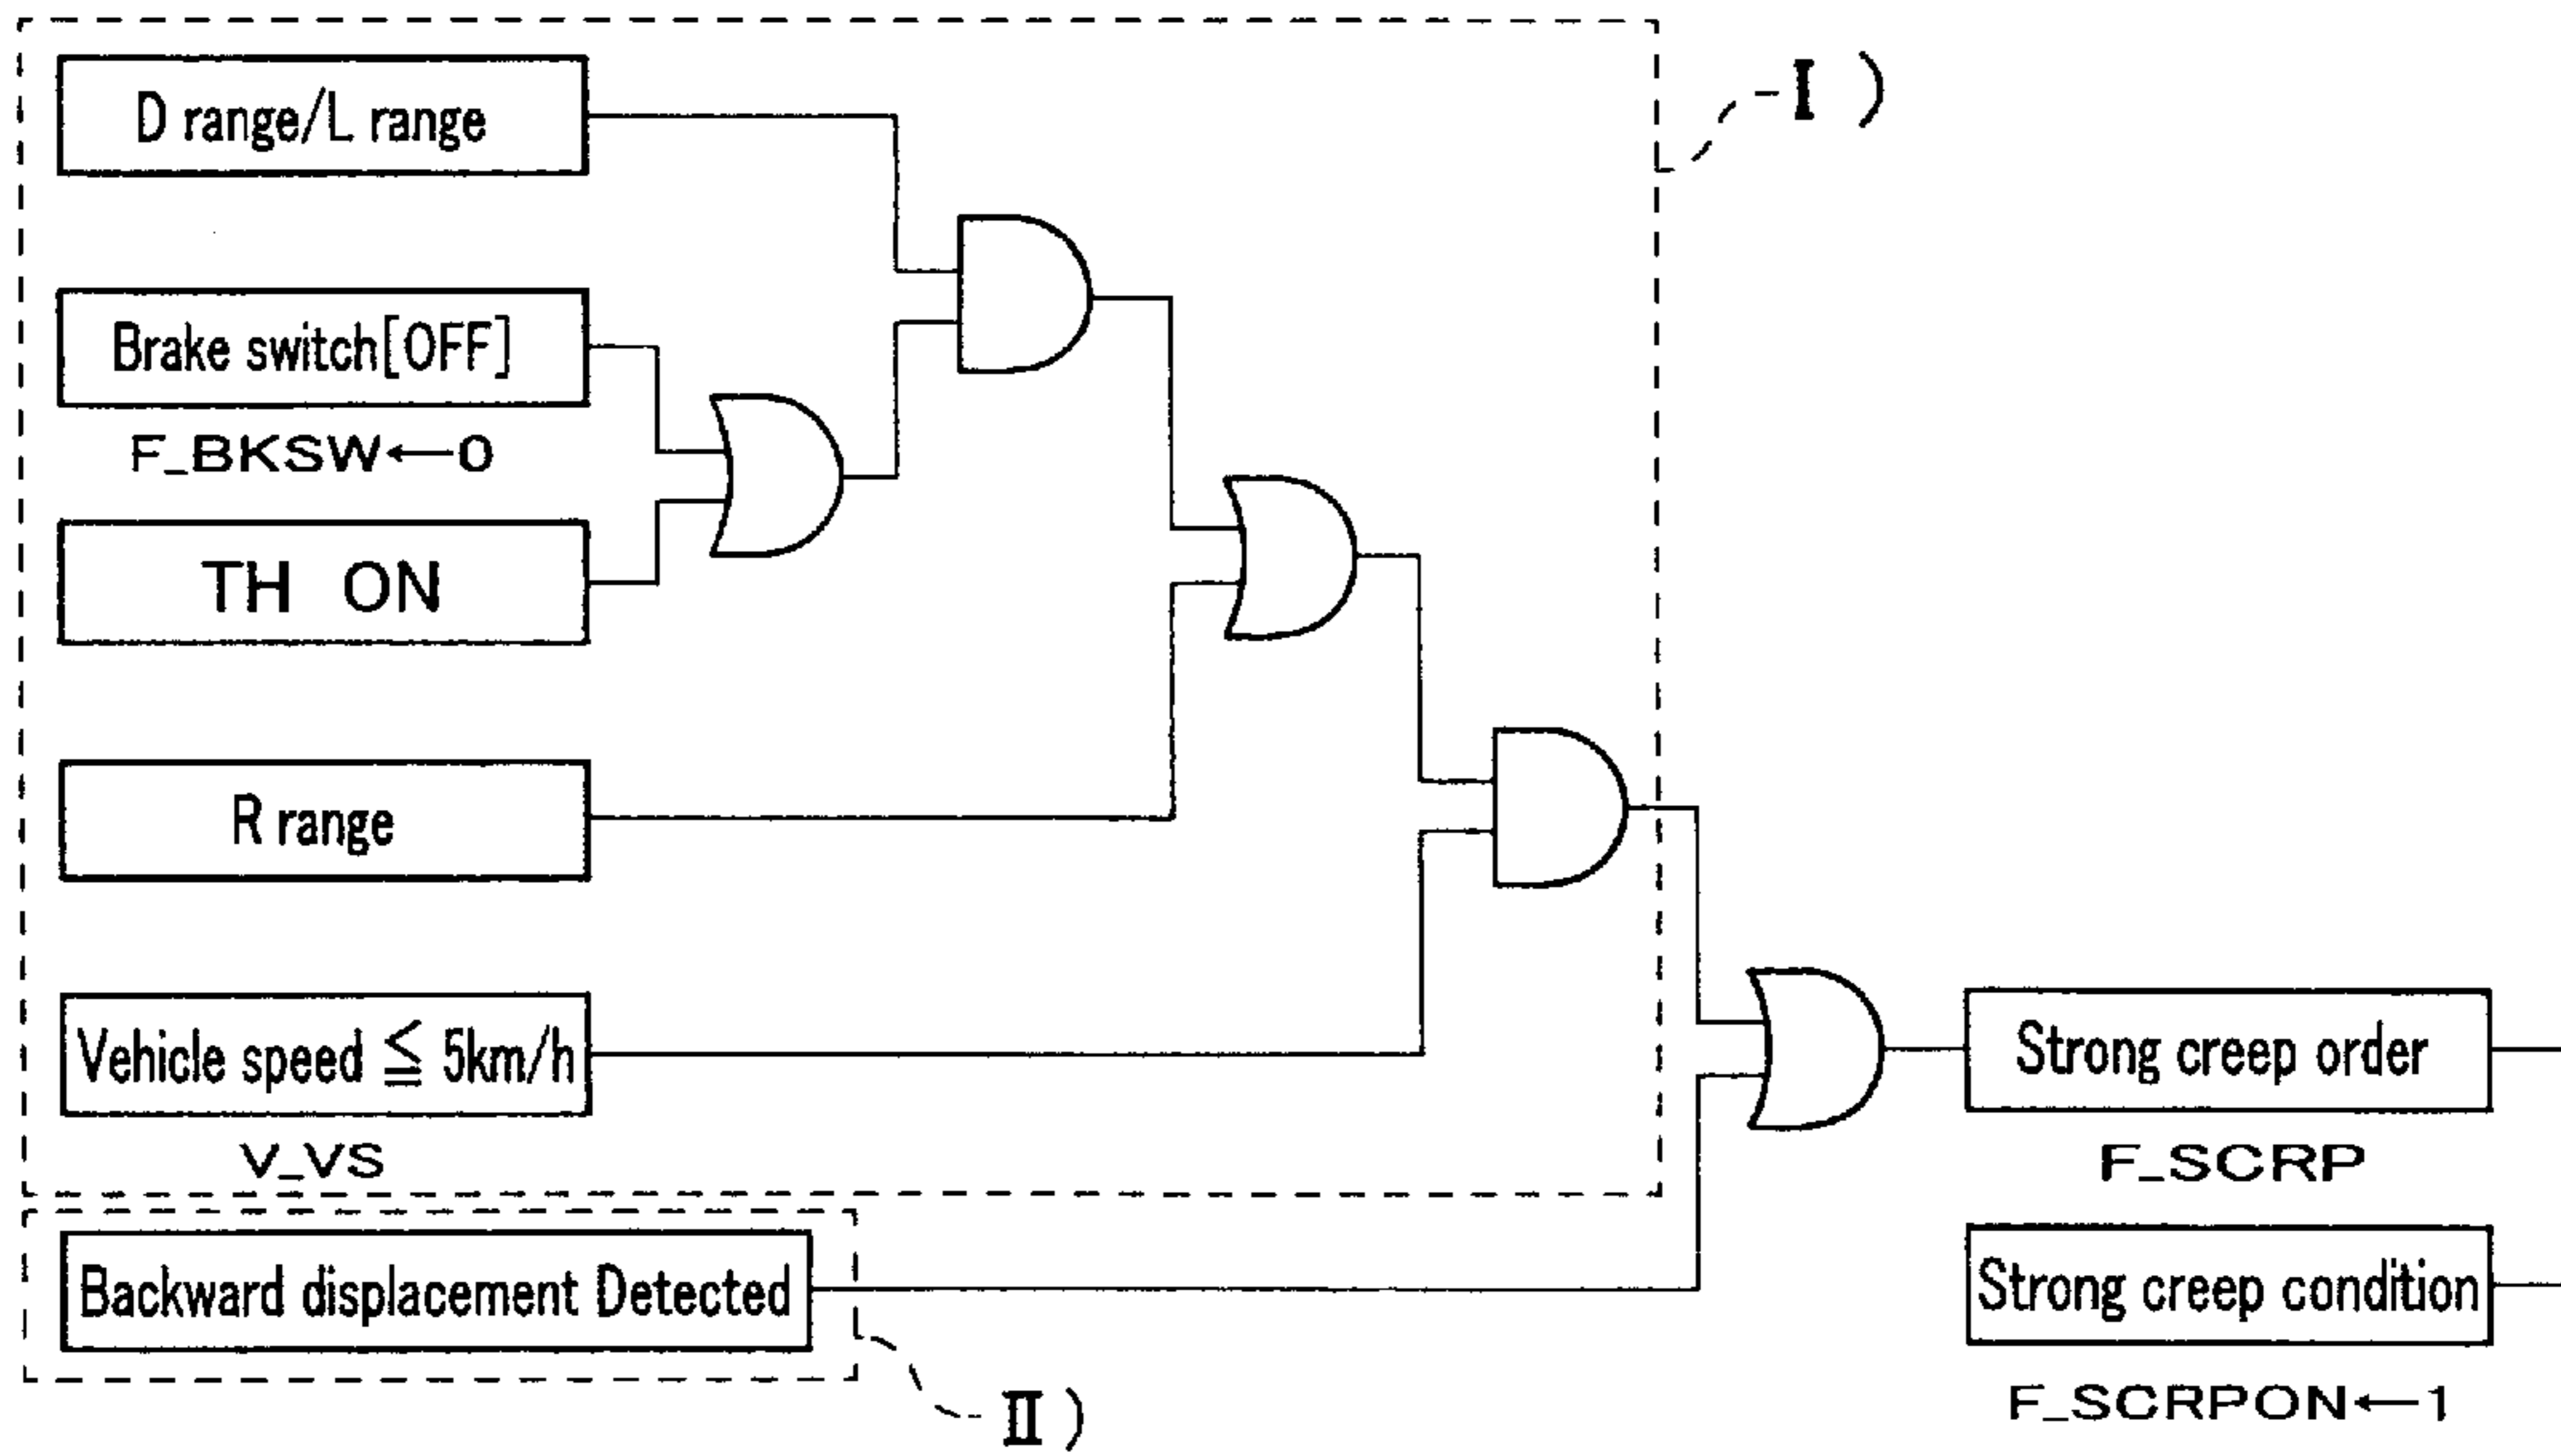 D range/L range
I )
Brake switch[OFF]
F_BKSW←0
TH ON
R range
Vehicle speed ≦ 5km/h
V_VS
Strong creep order
F_SCRP
Backward displacement Detected
II )
Strong creep condition
F_SCRPON←1